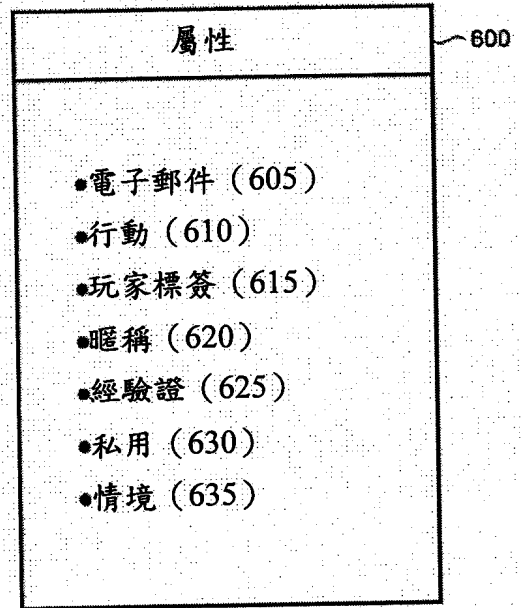 屬性
600
•電子郵件（605）
•行動（610）
•玩家標簽（615）
•暱稱（620）
•經驗證（625）
•私用（630）
•情境（635）